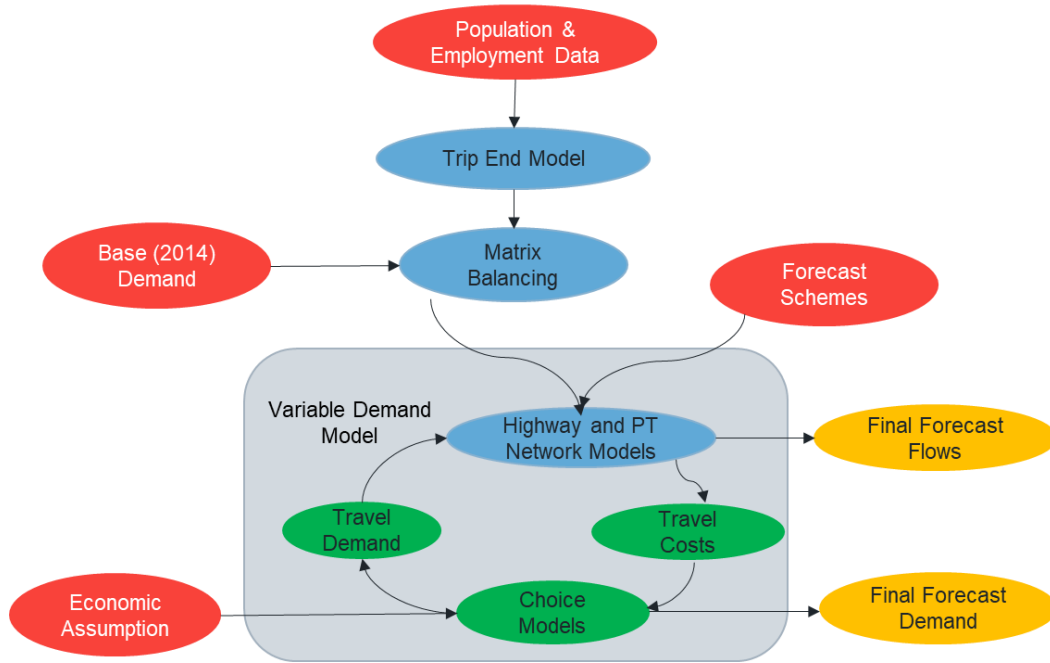 Population &
Employment Data
Trip End Model
Base (2014)
Demand
Matrix
Balancing
Forecast
Schemes
Variable Demand
Model
Highway and PT
Network Models
Final Forecast
Flows
Travel
Demand
Travel
Costs
Economic
Assumption
Choice
Models
Final Forecast
Demand